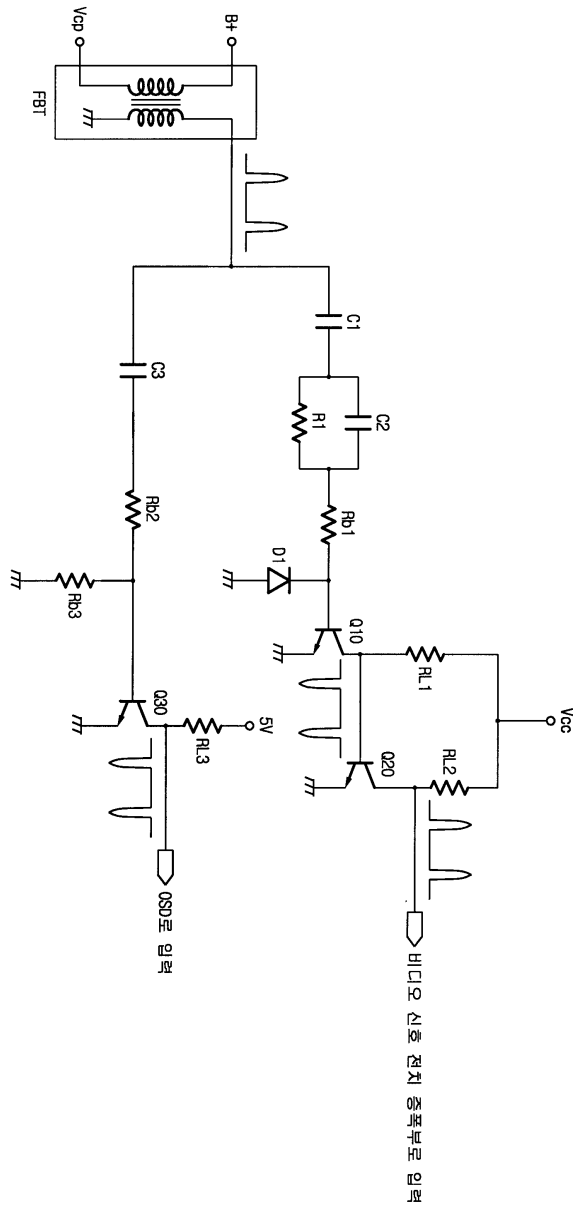 B+
Vcp
FBT
C1
C2
R1
Rb1
D1
Q10
RL1
Vcc
RL2
Q20
비디오 신호 전치 증폭부로 입력
C3
Rb2
Rb3
Q30
RL3
5V
OSD로 입력